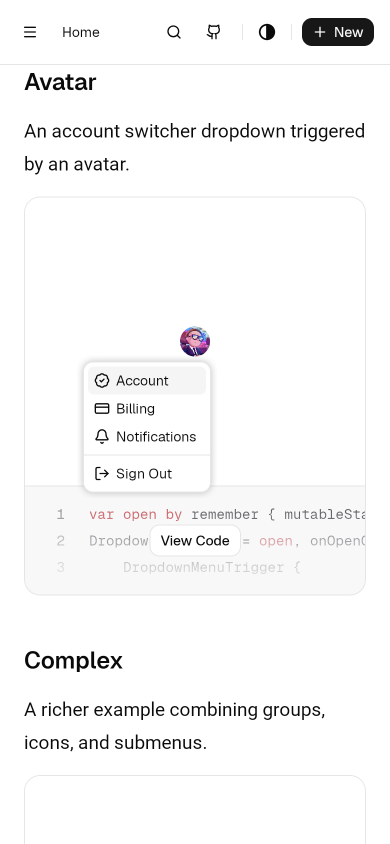 Home
New
Avatar
An account switcher dropdown triggered
by an avatar.
Account
Billing
Notifications
Sign Out
1 var open by remember { mutableSta
2 Dropdow = open, onOpenC
View Code
3 DropdownMenuTrigger {
Complex
A richer example combining groups,
icons, and submenus.